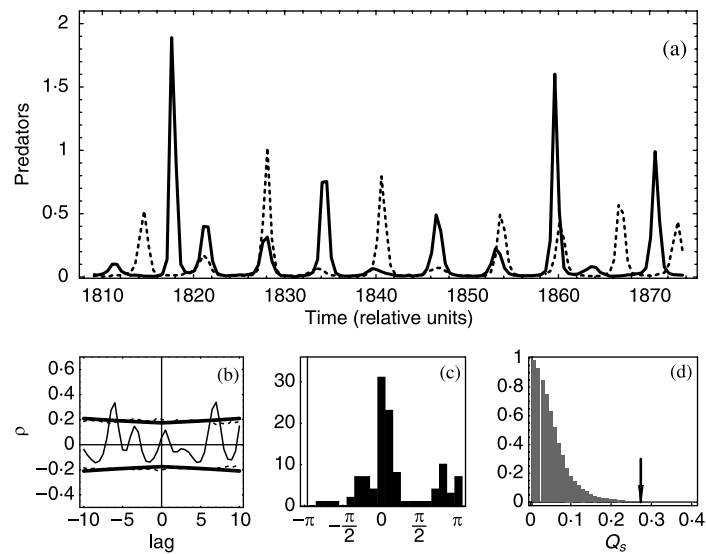 2
(a)
1·5
Predators
1
0·5
0
1810 1820 1830 1840 1850 1860 1870
Time (relative units)
0·6
(b)
0·4
0·2
ρ
0
−0.2
−0.4
−10 −5 0 5 10
lag
(c)
30
20
10
5
0
−π −π/2 0 π/2 π
1
(d)
0·8
0·6
0·4
0·2
0
0 0·1 0·2 0·3 0·4
Qs